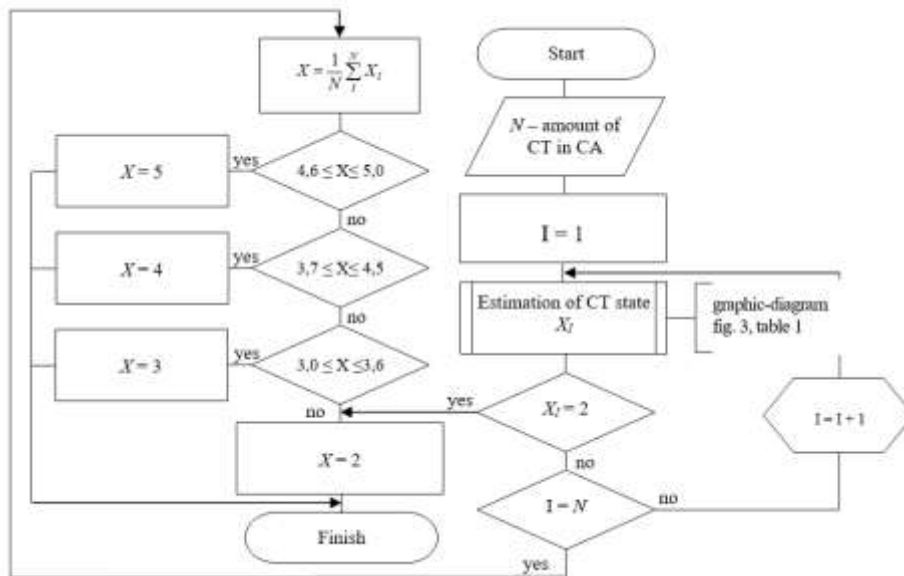 Start
N – amount of
CT in CA
I = 1
Estimation of CT state
X_I
graphic-diagram
fig. 3, table 1
X_I = 2
yes
no
I = N
no
I = I + 1
yes
X = 1/N ∑_I^N X_I
4,6 ≤ X ≤ 5,0
yes
X = 5
no
3,7 ≤ X ≤ 4,5
yes
X = 4
no
3,0 ≤ X ≤3,6
yes
X = 3
no
X = 2
Finish